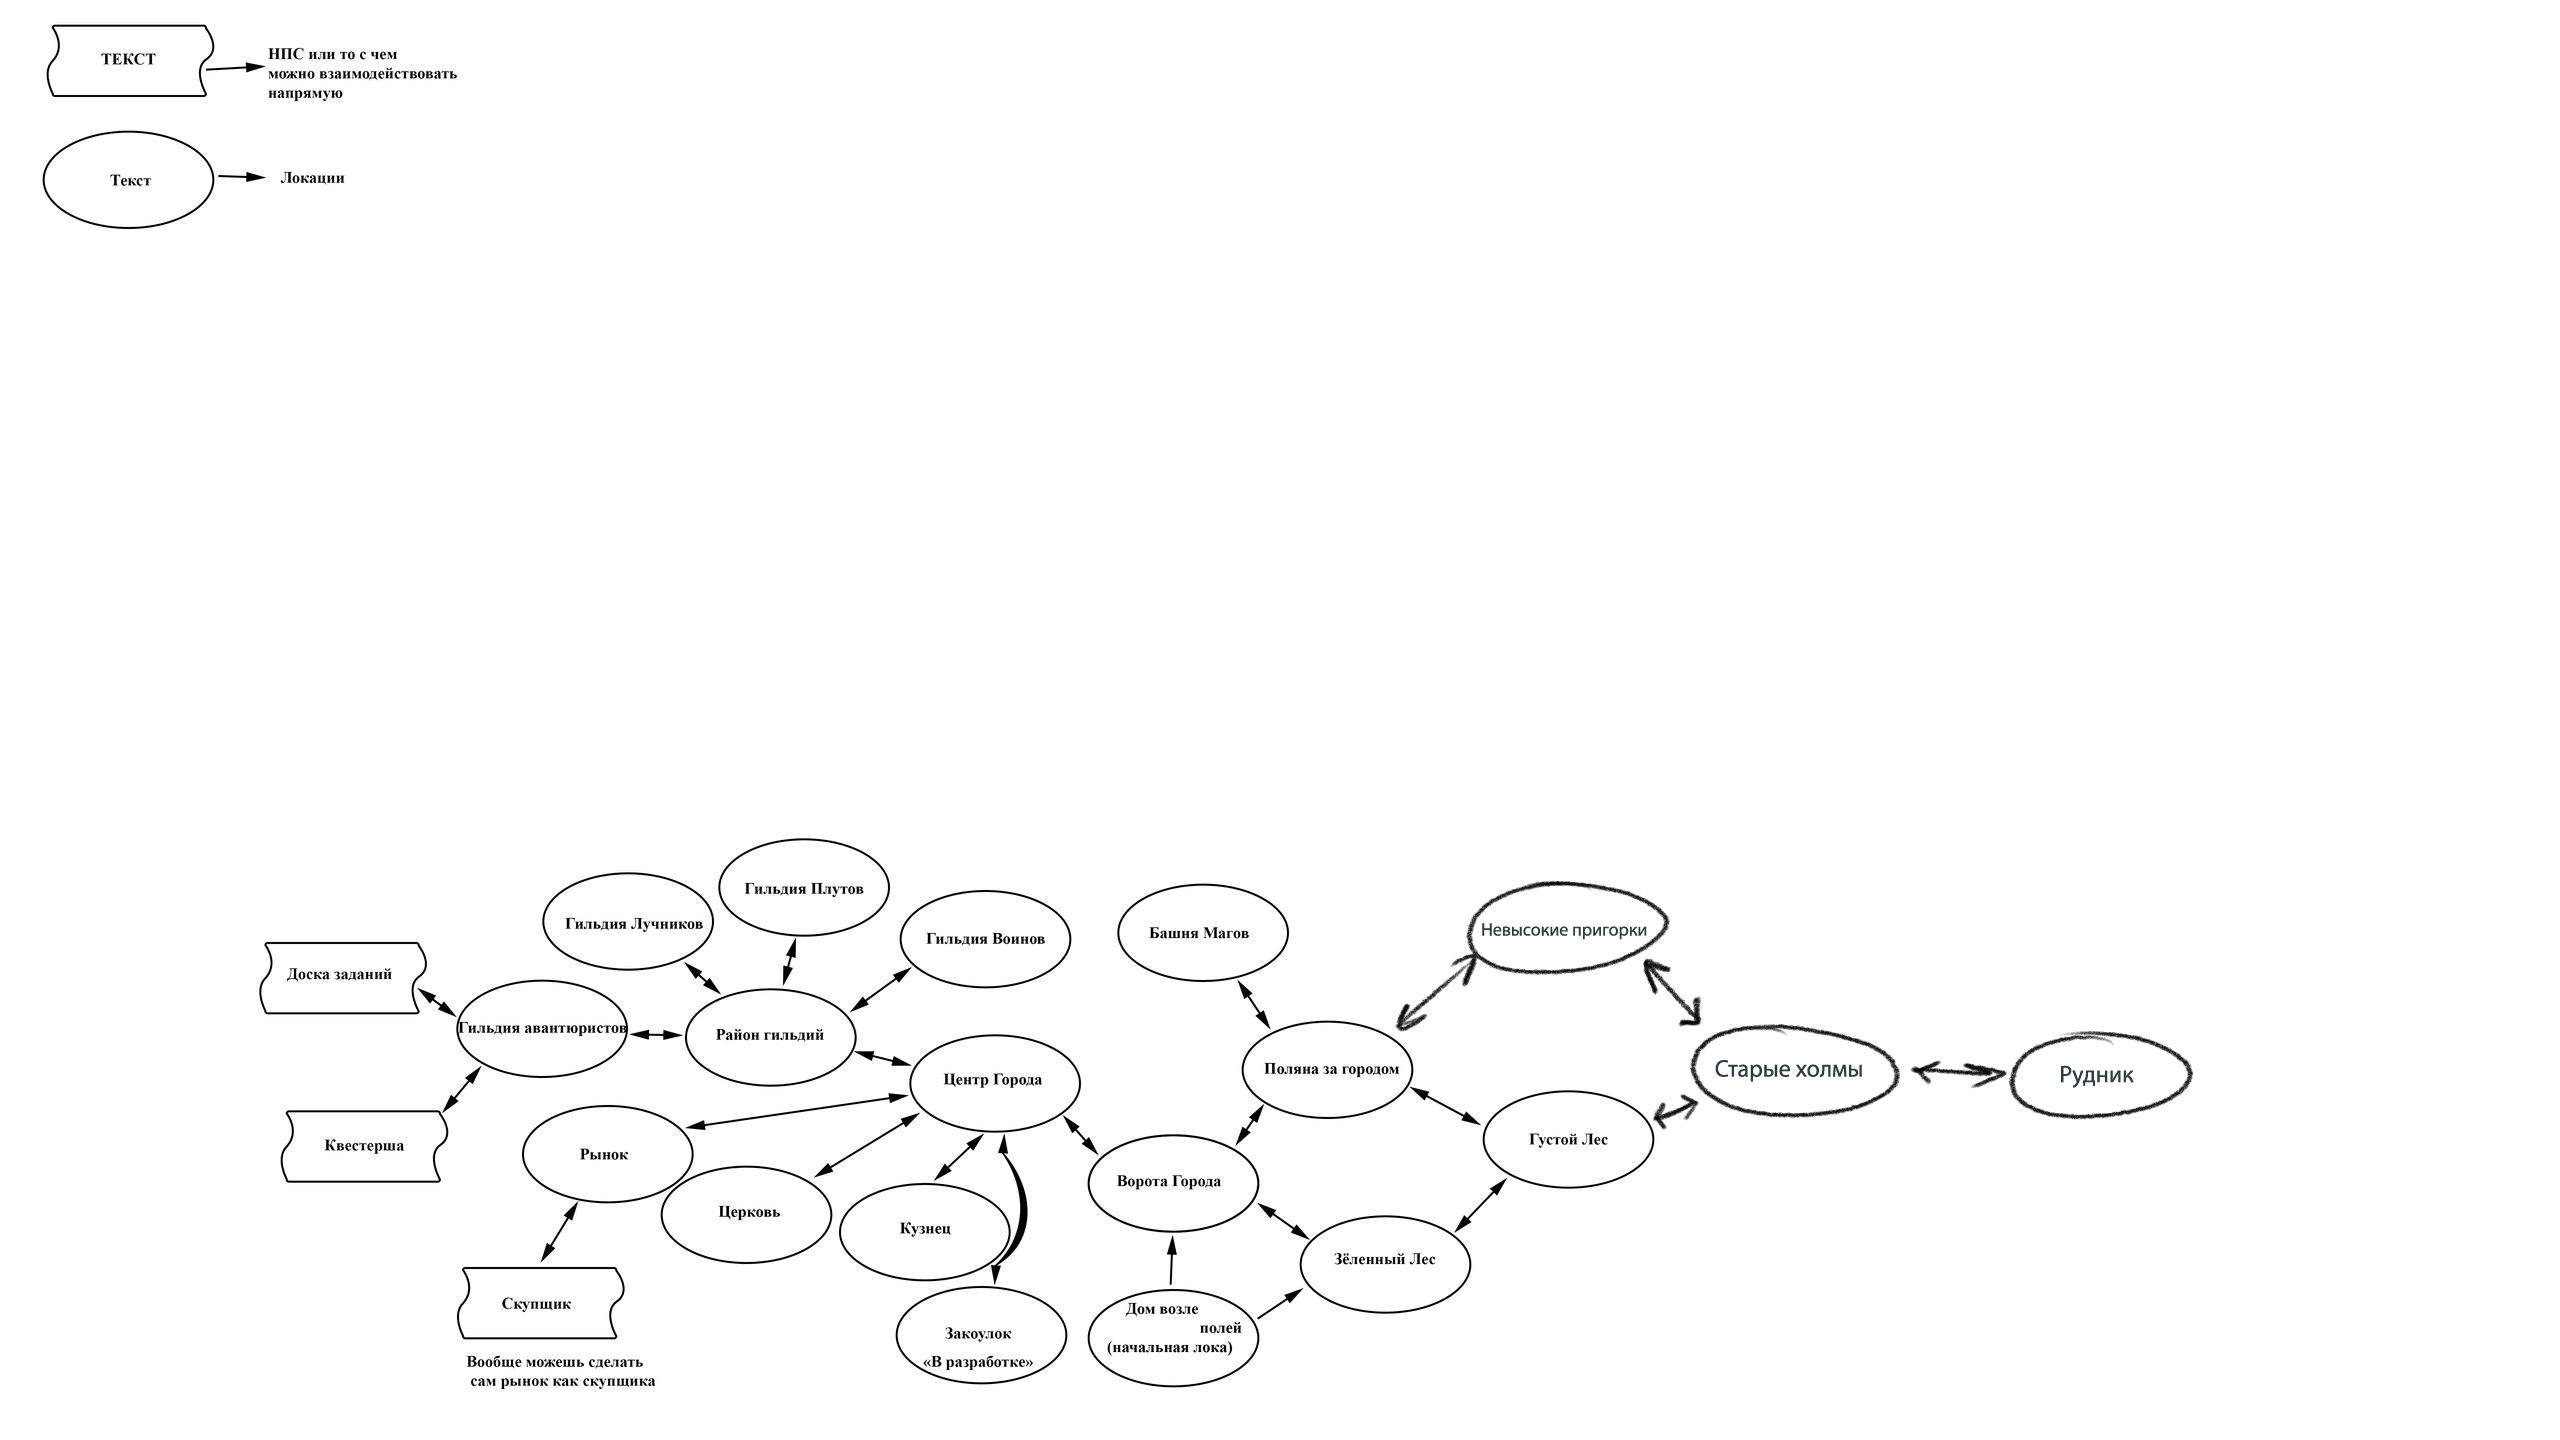 ТЕКСТ
НПС или то с чем
можно взаимодействовать
напрямую
Текст
Локации
Гильдия Плутов
Гильдия Лучников
Гильдия Воинов
Башня Магов
Невысокие пригорки
Доска заданий
Гильдия авантюристов
Район гильдий
Центр Города
Поляна за городом
Старые холмы
Рудник
Квестерша
Рынок
Густой Лес
Церковь
Кузнец
Ворота Города
Зёленный Лес
Скупщик
Вообще можешь сделать
сам рынок как скупщика
Закоулок
«В разработке»
Дом возле
полей
(начальная лока)